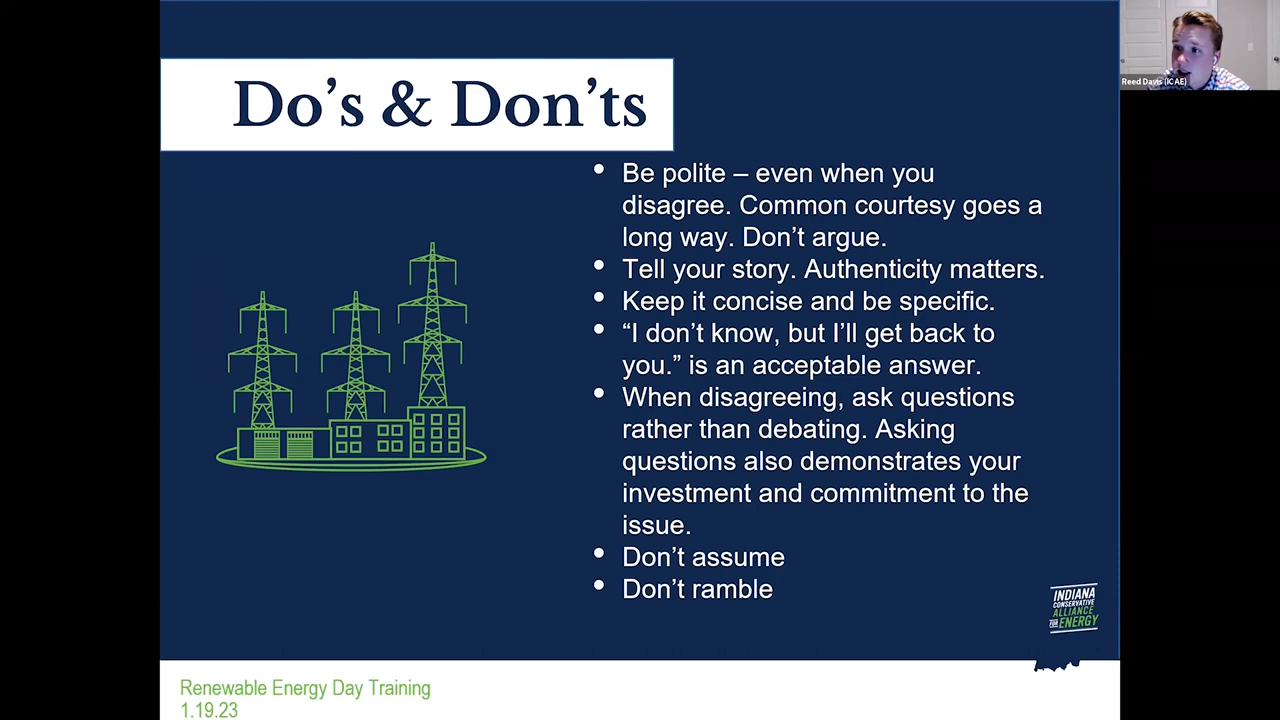 Do’s & Don’ts
Reed Davis (ICAE)
• Be polite – even when you
disagree. Common courtesy goes a
long way. Don’t argue.
• Tell your story. Authenticity matters.
• Keep it concise and be specific.
• “I don’t know, but I’ll get back to
you.” is an acceptable answer.
• When disagreeing, ask questions
rather than debating. Asking
questions also demonstrates your
investment and commitment to the
issue.
• Don’t assume
• Don’t ramble
INDIANA
CONSERVATIVE
ALLIANCE
FOR ENERGY
Renewable Energy Day Training
1.19.23